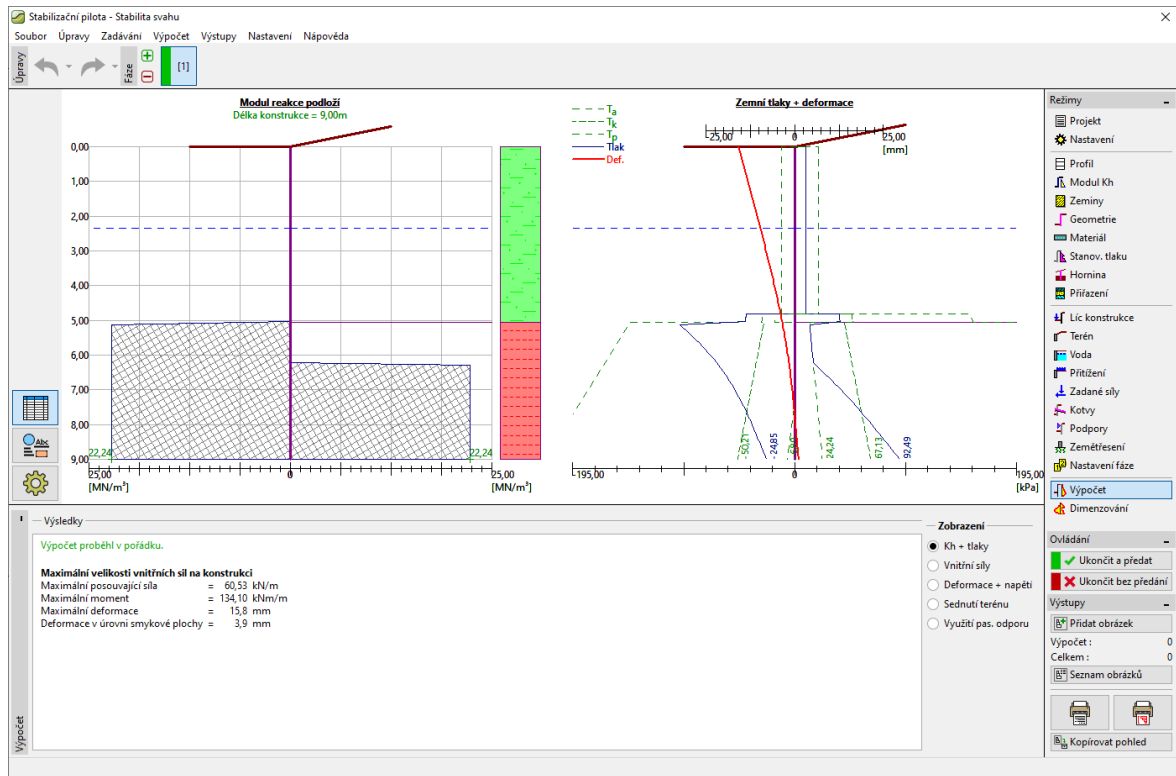 Stabilizační pilota - Stabilita svahu
Soubor Úpravy Zadávání Výpočet Výstupy Nastavení Nápověda
Úpravy
Fáze
[1]
Modul reakce podloží
Délka konstrukce = 9,00m
0,00
1,00
2,00
3,00
4,00
5,00
6,00
7,00
8,00
9,00
22,24 22,24
25,00 0 25,00
[MN/m³] [MN/m³]
Zemní tlaky + deformace
Ta
Tk
Tp
Tlak
Def.
-25,00 0 25,00
[mm]
-50,21
-24,85
24,24
67,13
92,49
-195,00 0 195,00
[kPa]
Výpočet
Výsledky
Výpočet proběhl v pořádku.
Maximální velikosti vnitřních sil na konstrukci
Maximální posouvající síla = 60,53 kN/m
Maximální moment = 134,10 kNm/m
Maximální deformace = 15,8 mm
Deformace v úrovni smykové plochy = 3,9 mm
Zobrazení
Kh + tlaky
Vnitřní síly
Deformace + napětí
Sednutí terénu
Využití pas. odporu
Režimy
Projekt
Nastavení
Profil
Modul Kh
Zeminy
Geometrie
Materiál
Stanov. tlaku
Hornina
Přiřazení
Líc konstrukce
Terén
Voda
Přitížení
Zadané síly
Kotvy
Podpory
Zemětřesení
Nastavení fáze
Výpočet
Dimenzování
Ovládání
Ukončit a předat
Ukončit bez předání
Výstupy
Přidat obrázek
Výpočet : 0
Celkem : 0
Seznam obrázků
Kopírovat pohled